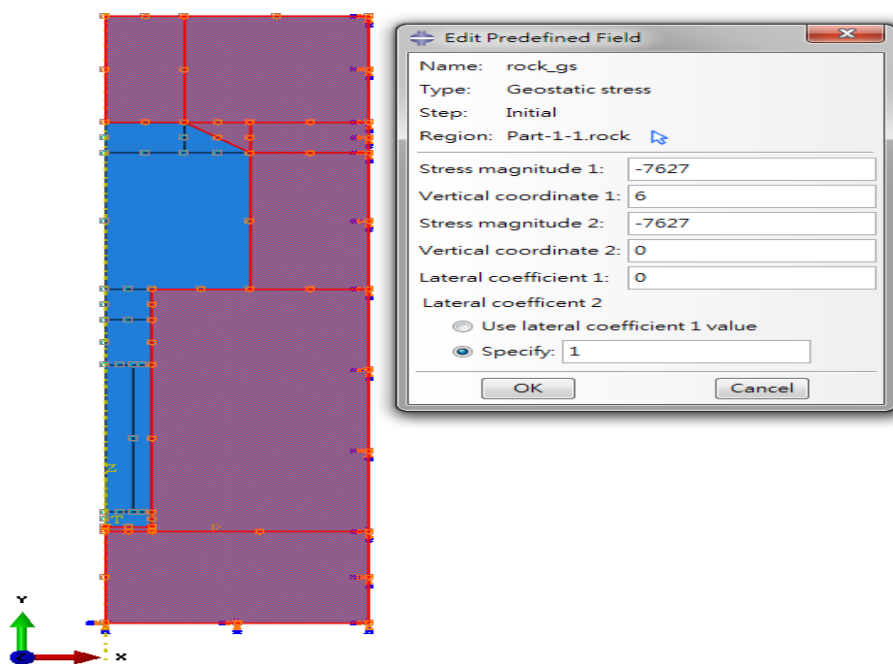 Edit Predefined Field
Name: rock_gs
Type: Geostatic stress
Step: Initial
Region: Part-1-1.rock
Stress magnitude 1: -7627
Vertical coordinate 1: 6
Stress magnitude 2: -7627
Vertical coordinate 2: 0
Lateral coefficient 1: 0
Lateral coefficent 2
Use lateral coefficient 1 value
Specify: 1
OK Cancel
Z
T
Y
X